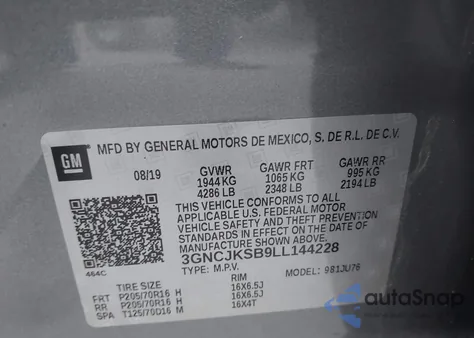 GM
MFD BY GENERAL MOTORS DE MEXICO, S. DE R.L. DE C.V.
08/19 GVWR GAWR FRT GAWR RR
1944 KG 1065 KG 995 KG
4286 LB 2348 LB 2194 LB
THIS VEHICLE CONFORMS TO ALL
APPLICABLE U.S. FEDERAL MOTOR
VEHICLE SAFETY AND THEFT PREVENTION
STANDARDS IN EFFECT ON THE DATE OF
MANUFACTURE SHOWN ABOVE.
3GNCJKSB9LL144228
TYPE: M.P.V. MODEL: 981JU76
464C
TIRE SIZE RIM
FRT P205/70R16 H 16X6.5J
RR P205/70R16 H 16X6.5J
SPA T125/70D16 M 16X4T
autoSnap